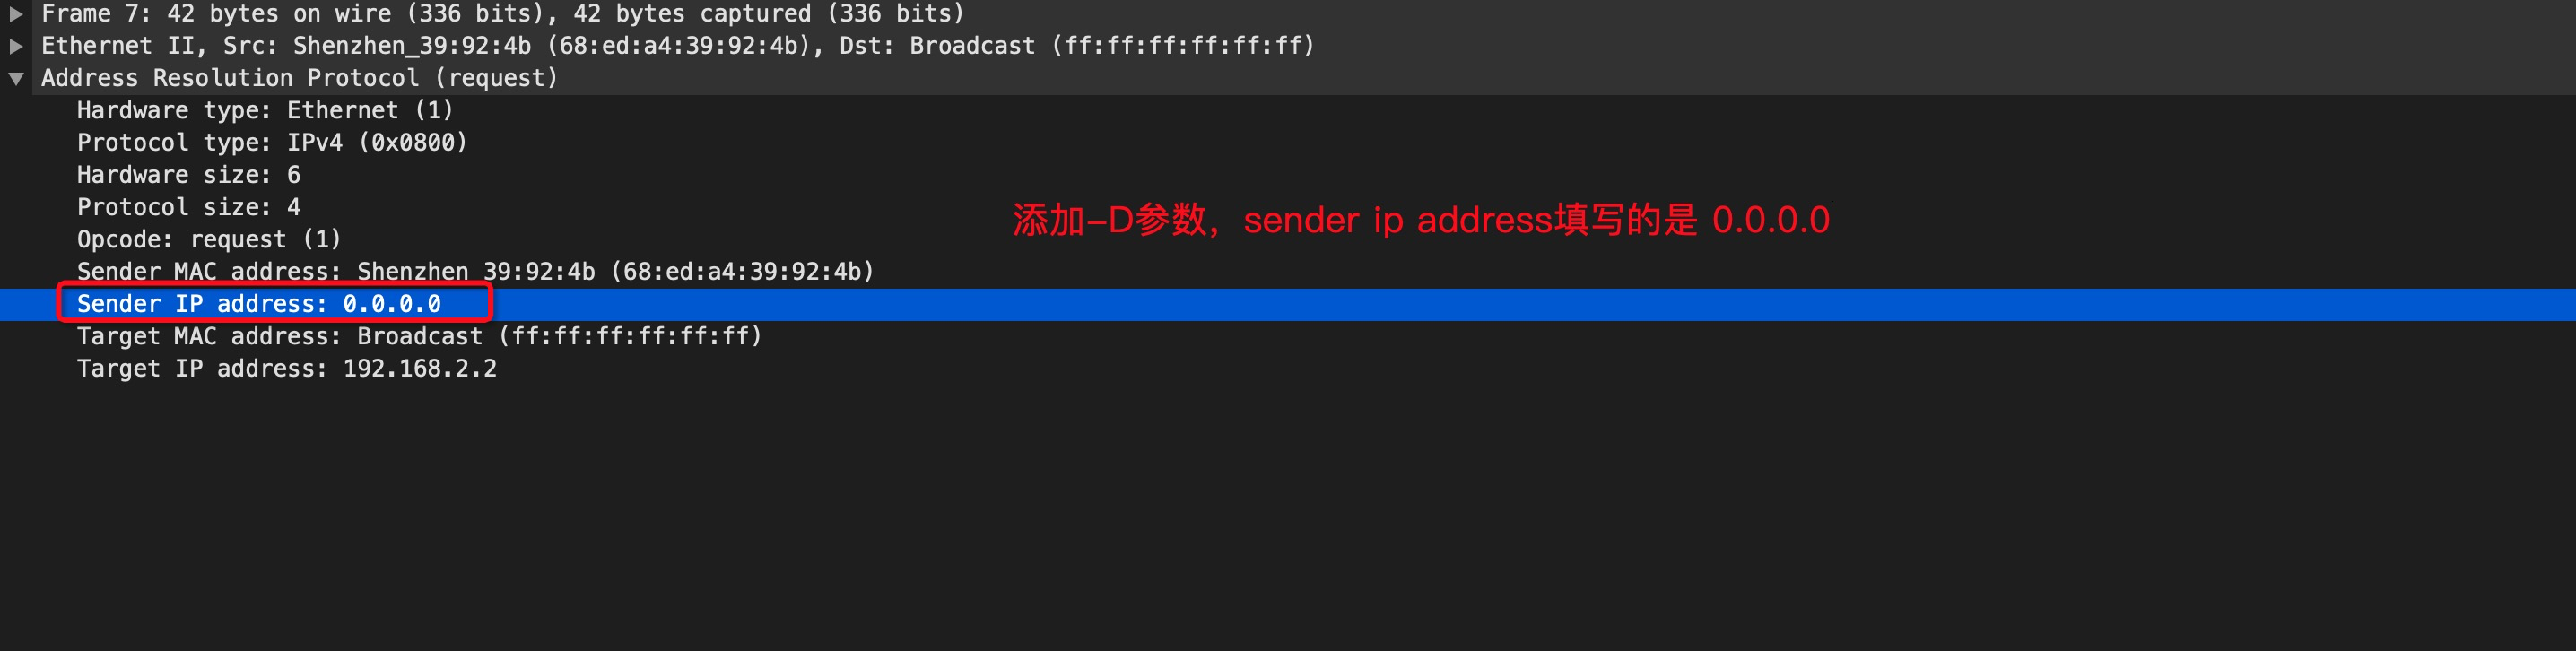 Frame 7: 42 bytes on wire (336 bits), 42 bytes captured (336 bits)
Ethernet II, Src: Shenzhen_39:92:4b (68:ed:a4:39:92:4b), Dst: Broadcast (ff:ff:ff:ff:ff:ff)
Address Resolution Protocol (request)
Hardware type: Ethernet (1)
Protocol type: IPv4 (0x0800)
Hardware size: 6
Protocol size: 4
添加-D参数，sender ip address填写的是 0.0.0.0
Opcode: request (1)
Sender MAC address: Shenzhen_39:92:4b (68:ed:a4:39:92:4b)
Sender IP address: 0.0.0.0
Target MAC address: Broadcast (ff:ff:ff:ff:ff:ff)
Target IP address: 192.168.2.2